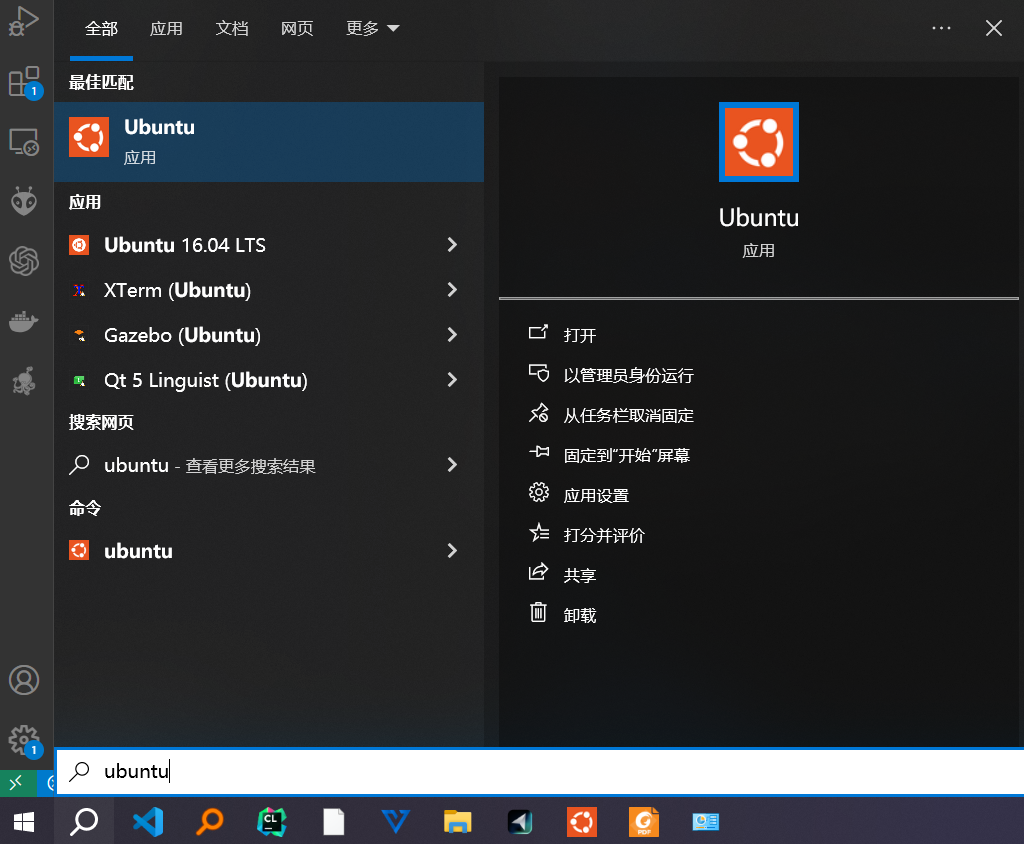 全部 应用 文档 网页 更多
最佳匹配
Ubuntu
应用
应用
Ubuntu 16.04 LTS
XTerm (Ubuntu)
Gazebo (Ubuntu)
Qt 5 Linguist (Ubuntu)
搜索网页
ubuntu - 查看更多搜索结果
命令
ubuntu
Ubuntu
应用
打开
以管理员身份运行
从任务栏取消固定
固定到"开始"屏幕
应用设置
打分并评价
共享
卸载
1
1
ubuntu
CL
PDF